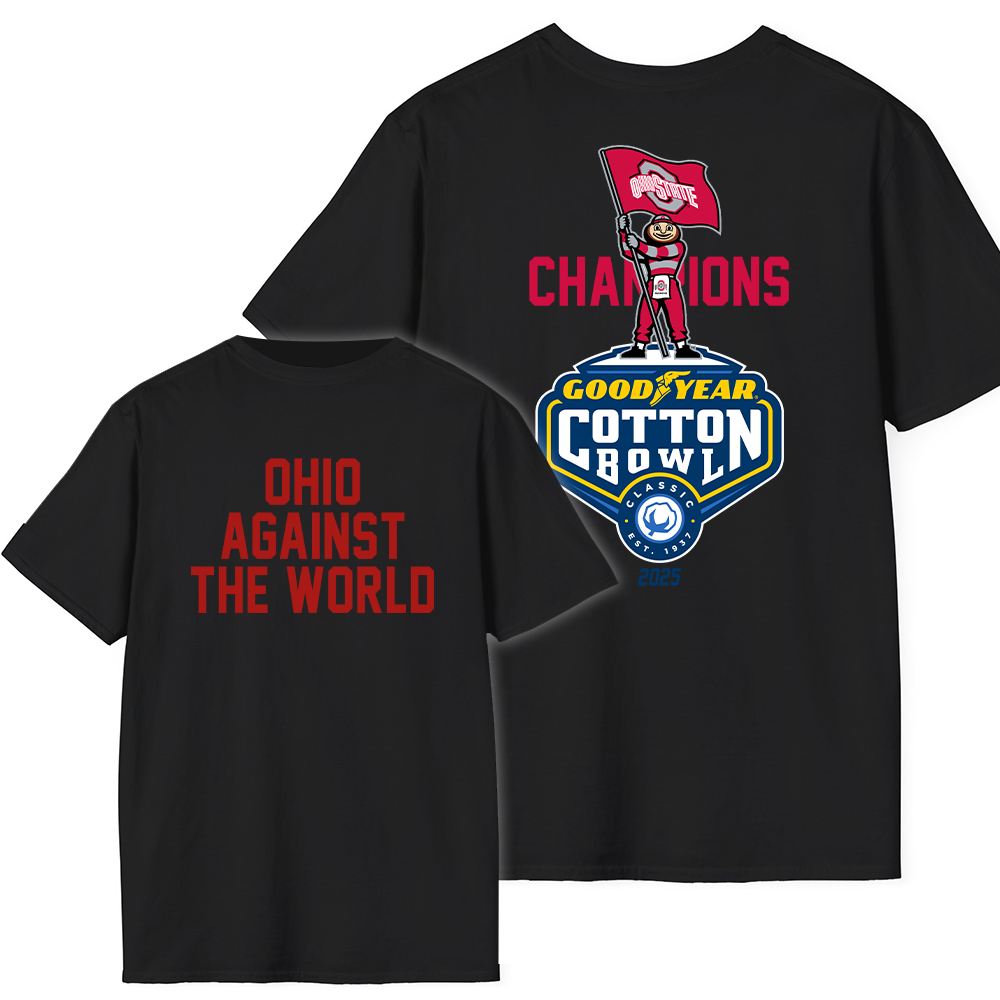 OHIO
AGAINST
THE WORLD
OHIO STATE
CHAMPIONS
GOODYEAR
COTTON
BOWL
CLASSIC
EST. 1937
2025